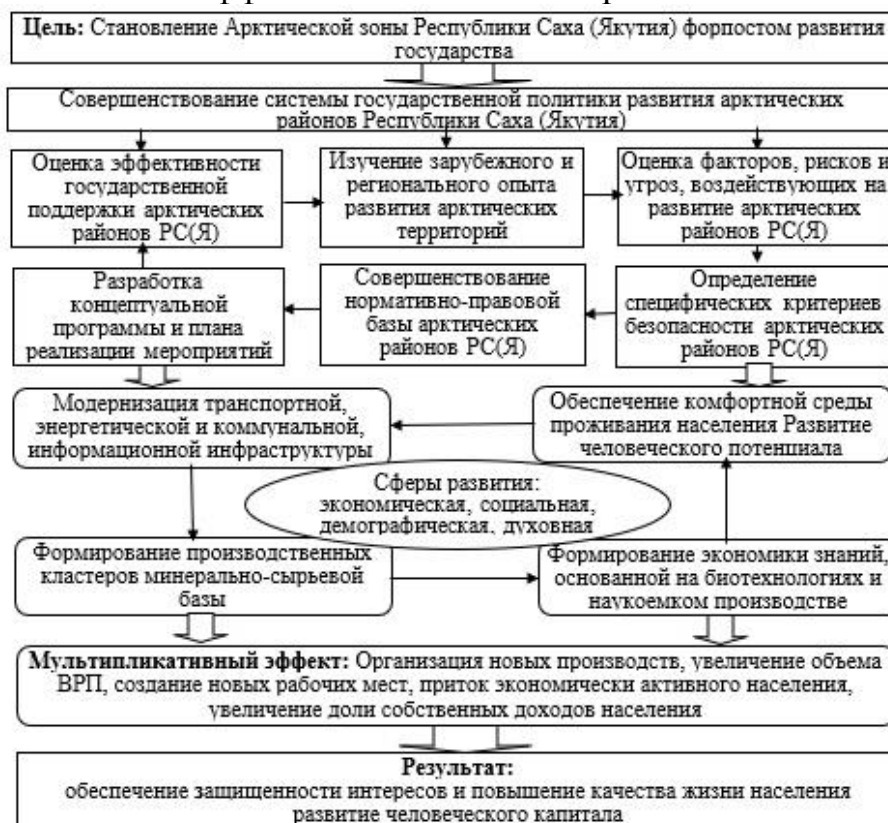 Цель: Становление Арктической зоны Республики Саха (Якутия) форпостом развития
государства
Совершенствование системы государственной политики развития арктических
районов Республики Саха (Якутия)
Оценка эффективности
государственной
поддержки арктических
районов РС(Я)
Изучение зарубежного и
регионального опыта
развития арктических
территорий
Оценка факторов, рисков и
угроз, воздействующих на
развитие арктических
районов РС(Я)
Разработка
концептуальной
программы и плана
реализации мероприятий
Совершенствование
нормативно-правовой
базы арктических
районов РС(Я)
Определение
специфических критериев
безопасности арктических
районов РС(Я)
Модернизация транспортной,
энергетической и коммунальной,
информационной инфраструктуры
Обеспечение комфортной среды
проживания населения Развитие
человеческого потенциала
Сферы развития:
экономическая, социальная,
демографическая, духовная
Формирование производственных
кластеров минерально-сырьевой
базы
Формирование экономики знаний,
основанной на биотехнологиях и
наукоемком производстве
Мультипликативный эффект: Организация новых производств, увеличение объема
ВРП, создание новых рабочих мест, приток экономически активного населения,
увеличение доли собственных доходов населения
Результат:
обеспечение защищенности интересов и повышение качества жизни населения
развитие человеческого капитала